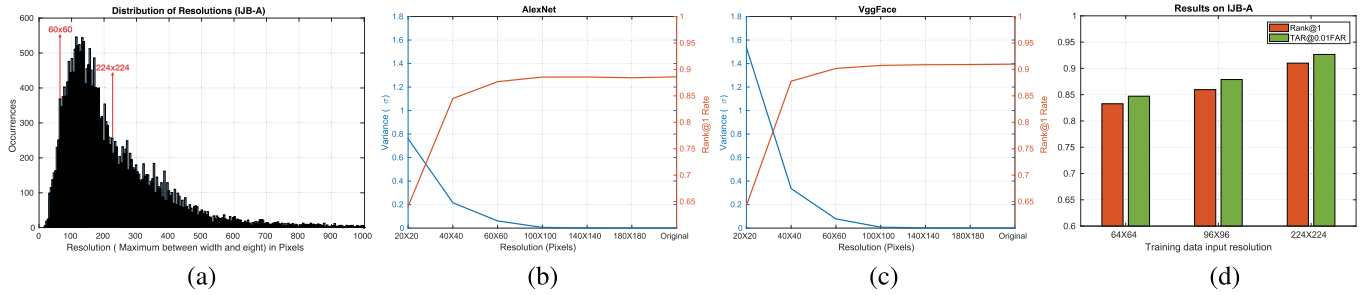 Distribution of Resolutions (IJB-A)
600
500
400
300
200
100
0
Occurrences
60x60
224x224
0 100 200 300 400 500 600 700 800 900 1000
Resolution ( Maximum between width and eight) in Pixels
(a)
AlexNet
1.8
1.6
1.4
1.2
1
0.8
0.6
0.4
0.2
0
Variance ( σ)
1
0.95
0.9
0.85
0.8
0.75
0.7
0.65
Rank@1 Rate
20X20 40X40 60X60 100X100 140X140 180X180 Original
Resolution (Pixels)
(b)
VggFace
1.8
1.6
1.4
1.2
1
0.8
0.6
0.4
0.2
0
Variance ( σ)
1
0.95
0.9
0.85
0.8
0.75
0.7
0.65
Rank@1 Rate
20X20 40X40 60X60 100X100 140X140 180X180 Original
Resolution (Pixels)
(c)
Results on IJB-A
1
0.95
0.9
0.85
0.8
0.75
0.7
0.65
0.6
Rank@1
TAR@0.01FAR
64X64 96X96 224X224
Training data input resolution
(d)